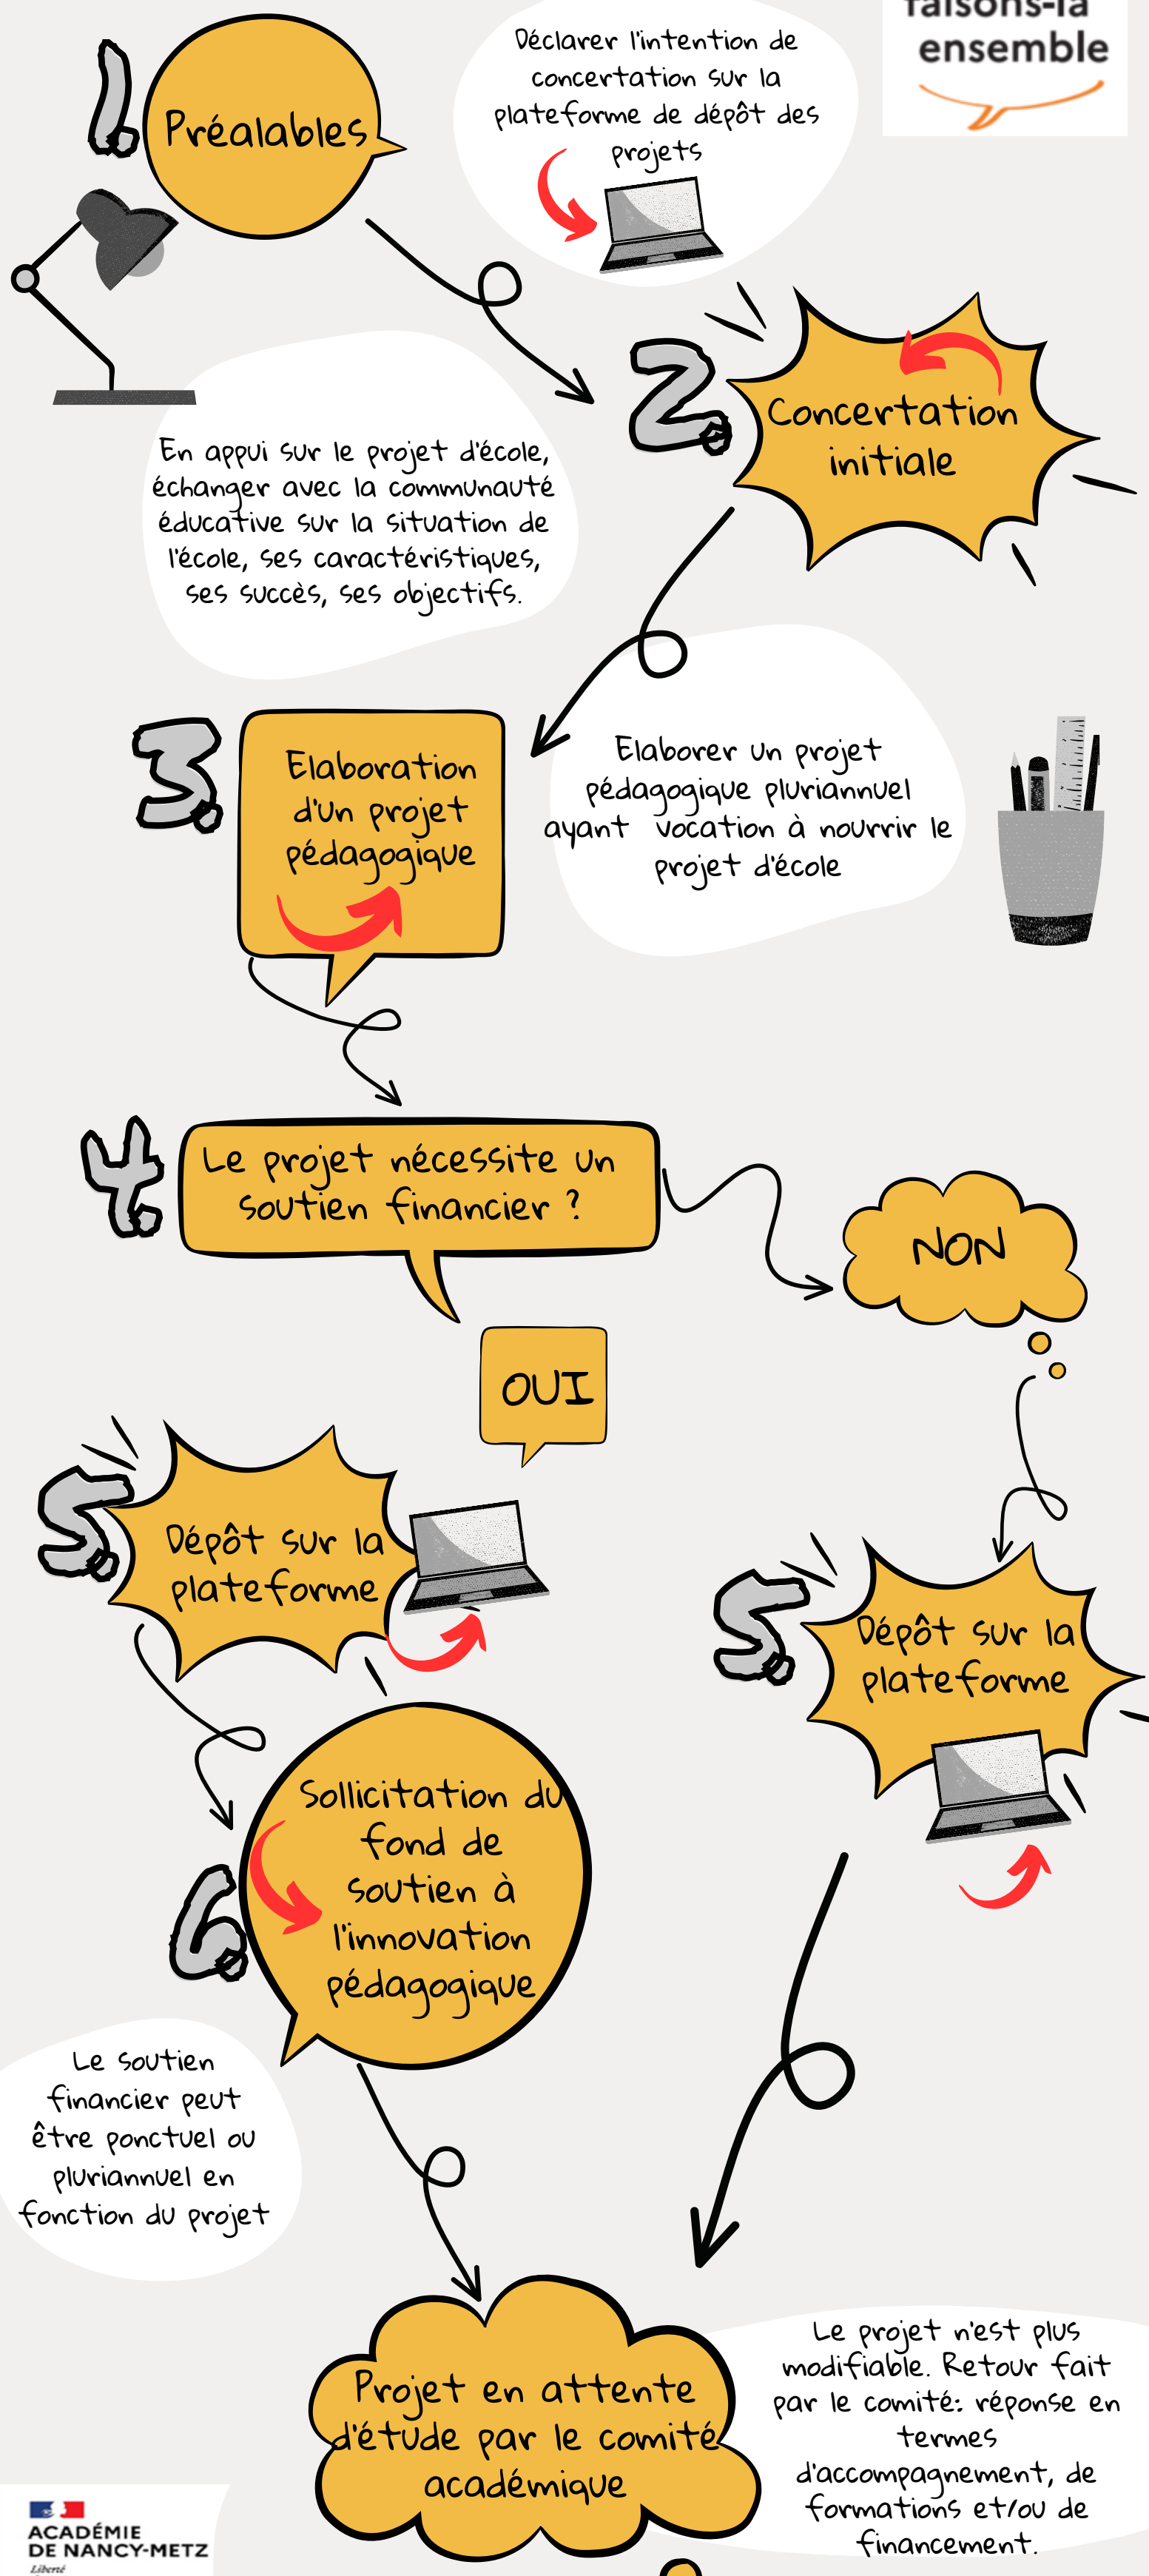 faisons-la
ensemble
1.
Préalables
Déclarer l'intention de
concertation sur la
plateforme de dépôt des
projets
2.
Concertation
initiale
En appui sur le projet d'école,
échanger avec la communauté
éducative sur la situation de
l'école, ses caractéristiques,
ses succès, ses objectifs.
3.
Elaboration
d'un projet
pédagogique
Elaborer un projet
pédagogique pluriannuel
ayant vocation à nourrir le
projet d'école
4.
Le projet nécessite un
soutien financier ?
NON
OUI
5.
Dépôt sur la
plateforme
5.
Dépôt sur la
plateforme
6.
Sollicitation du
fond de
soutien à
l'innovation
pédagogique
Le soutien
financier peut
être ponctuel ou
pluriannuel en
fonction du projet
Projet en attente
d'étude par le comité
académique
Le projet n'est plus
modifiable. Retour fait
par le comité: réponse en
termes
d'accompagnement, de
formations et/ou de
financement.
ACADÉMIE
DE NANCY-METZ
Liberté